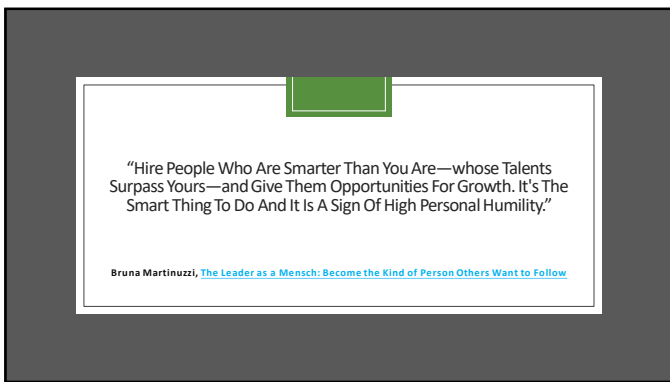 “Hire People Who Are Smarter Than You Are—whose Talents
Surpass Yours—and Give Them Opportunities For Growth. It's The
Smart Thing To Do And It Is A Sign Of High Personal Humility.”
Bruna Martinuzzi, The Leader as a Mensch: Become the Kind of Person Others Want to Follow